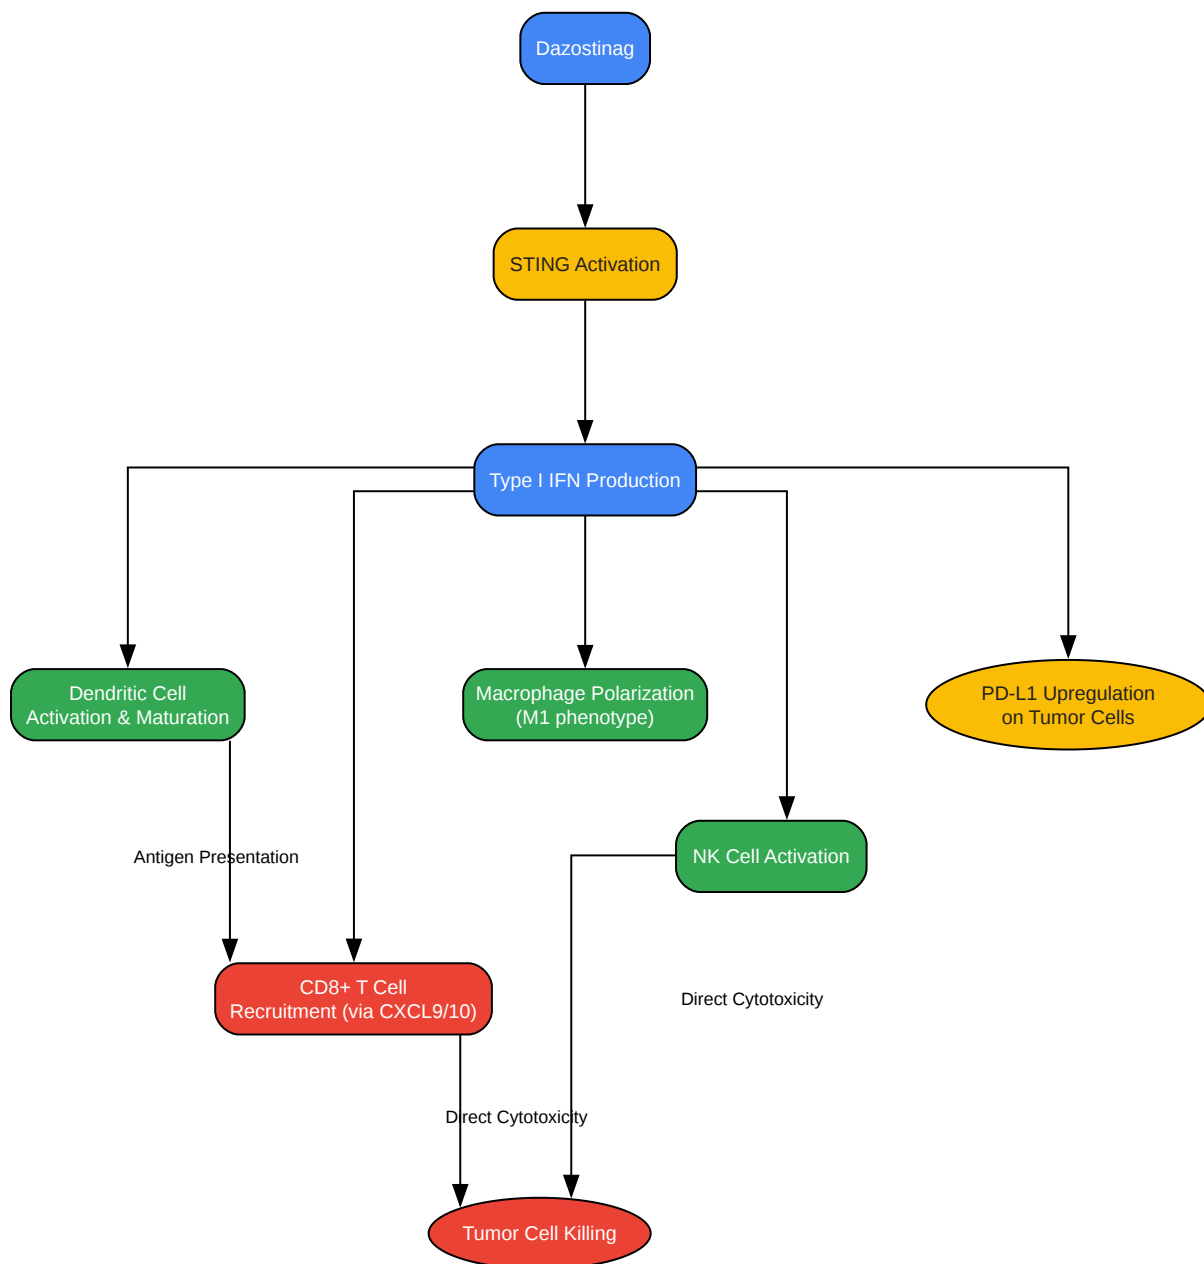 Dazostinag
STING Activation
Type I IFN Production
Dendritic Cell
Activation & Maturation
Macrophage Polarization
(M1 phenotype)
PD-L1 Upregulation
on Tumor Cells
Antigen Presentation
NK Cell Activation
CD8+ T Cell
Recruitment (via CXCL9/10)
Direct Cytotoxicity
Direct Cytotoxicity
Tumor Cell Killing